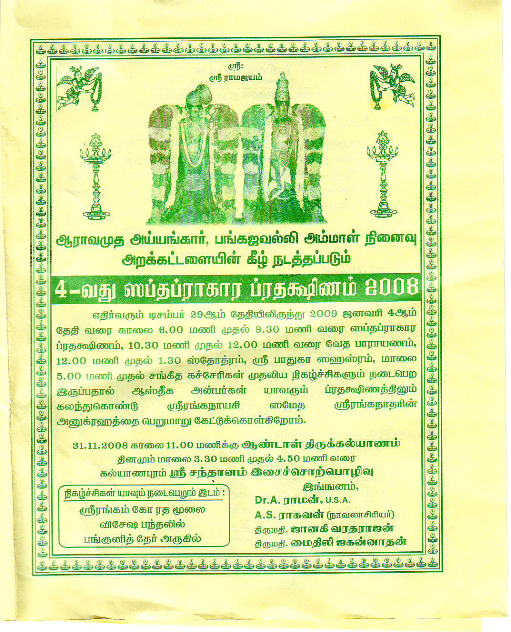 ஸ்ரீ:
ஸ்ரீ ராமஜயம்
ஆராவமுத அய்யங்கார், பங்கஜவல்லி அம்மாள் நினைவு
அறக்கட்டளையின் கீழ் நடத்தப்படும்
4-வது ஸப்தப்ராகார ப்ரதக்ஷிணம் 2008
எதிர்வரும் டிசம்பர் 29ஆம் தேதியிலிருந்து 2009 ஜனவரி 4ஆம்
தேதி வரை காலை 6.00 மணி முதல் 9.30 மணி வரை ஸப்தப்ராகார
ப்ரதக்ஷிணம், 10.30 மணி முதல் 12.00 மணி வரை வேத பாராயணம்,
12.00 மணி முதல் 1.30 ஸ்தோத்ரம், ஸ்ரீ பாதுகா ஸஹஸ்ரம், மாலை
5.00 மணி முதல் சங்கீத கச்சேரிகள் முதலிய நிகழ்ச்சிகளும் நடைபெற
இருப்பதால் ஆஸ்தீக அன்பர்கள் யாவரும் ப்ரதக்ஷிணத்திலும்
கலந்துகொண்டு ஸ்ரீரங்கநாயகி ஸமேத ஸ்ரீரங்கநாதரின்
அனுக்ரஹத்தை பெறுமாறு கேட்டுக்கொள்கிறோம்.
31.11.2008 காலை 11.00 மணிக்கு ஆண்டாள் திருக்கல்யாணம்
தினமும் மாலை 3.30 மணி முதல் 4.50 மணி வரை
கல்யாணபுரம் ஸ்ரீ சந்தானம் இசைச்சொற்பொழிவு
நிகழ்ச்சிகள் யாவும் நடைபெறும் இடம் :
ஸ்ரீரங்கம் கோ ரத மூலை
விசேஷ பந்தலில்
பங்குனித் தேர் அருகில்
இங்ஙனம்,
Dr.A. ராமன், U.S.A.
A.S. ராகவன் (நாவலாசிரியர்)
திருமதி. ஜானகி வரதராஜன்
திருமதி. மைதிலி ஜகன்னாதன்